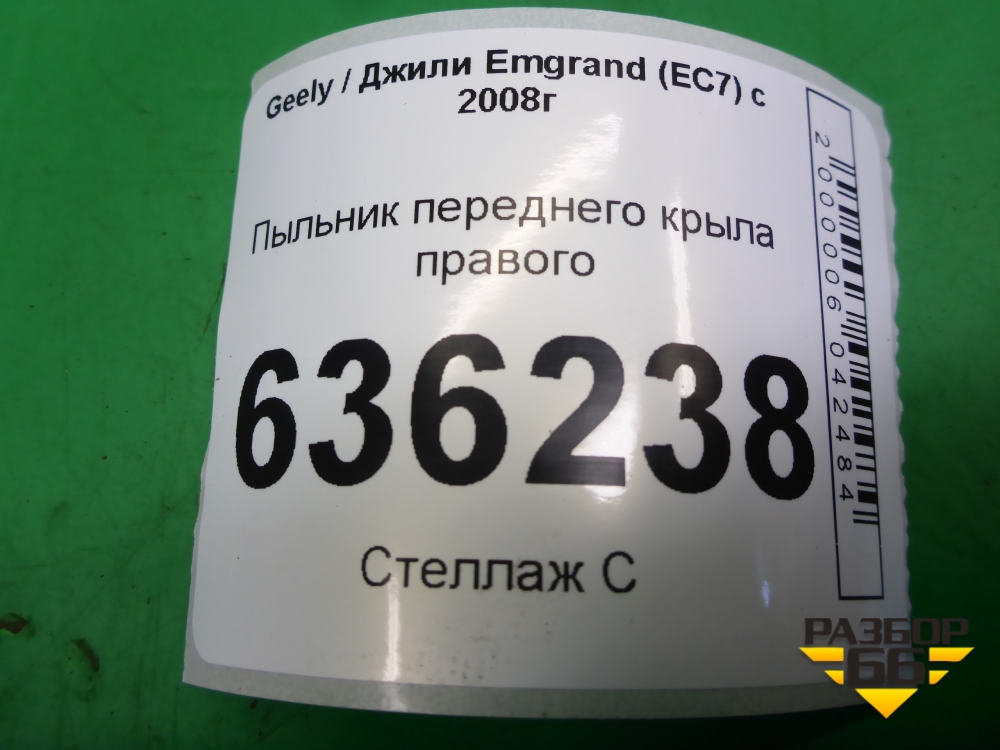 Geely / Джили Emgrand (EC7) с
2008г
Пыльник переднего крыла
правого
636238
Стеллаж С
2000006042484
РАЗБОР
66